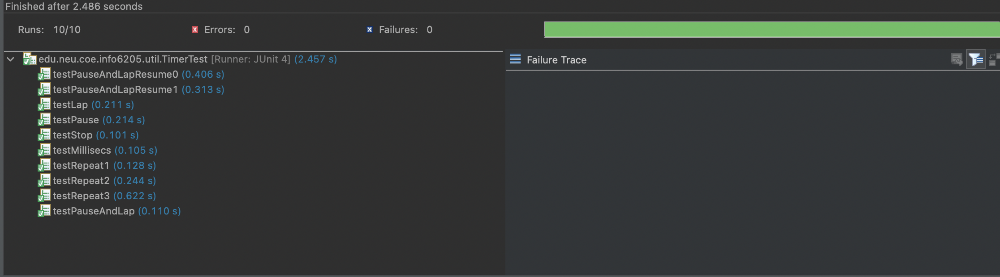 Finished after 2.486 seconds
Runs: 10/10 Errors: 0 Failures: 0
edu.neu.coe.info6205.util.TimerTest [Runner: JUnit 4] (2.457 s)
Failure Trace
testPauseAndLapResume0 (0.406 s)
testPauseAndLapResume1 (0.313 s)
testLap (0.211 s)
testPause (0.214 s)
testStop (0.101 s)
testMillisecs (0.105 s)
testRepeat1 (0.128 s)
testRepeat2 (0.244 s)
testRepeat3 (0.622 s)
testPauseAndLap (0.110 s)